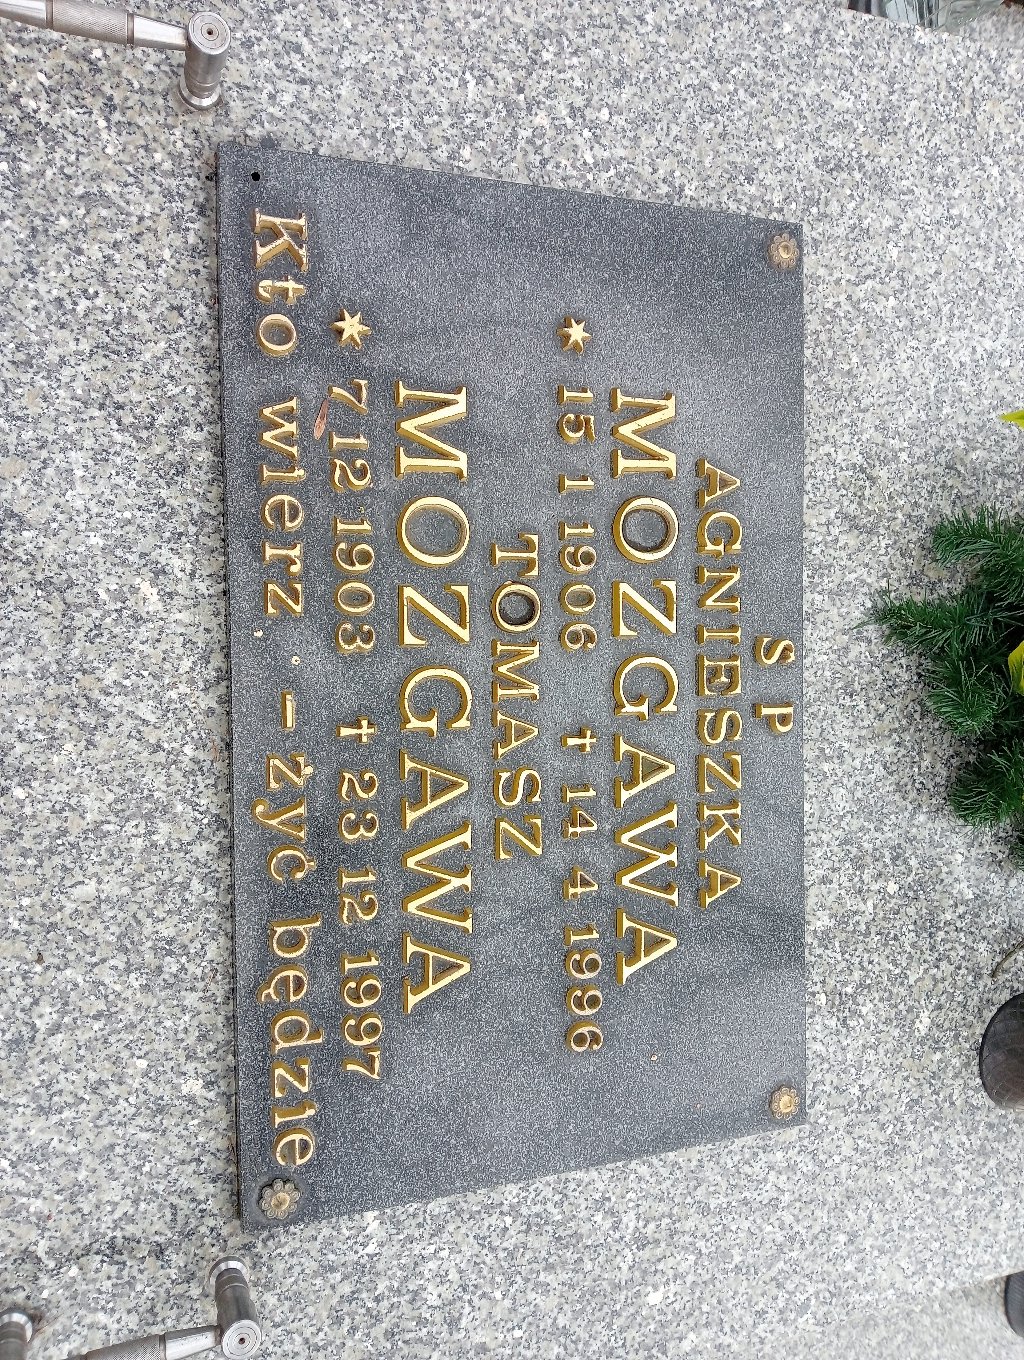 S P
AGNIESZKA
MOZGAWA
* 15 1 1906 † 14 4 1996
TOMASZ
MOZGAWA
* 7 12 1903 † 23 12 1997
Kto wierz - żyć będzie